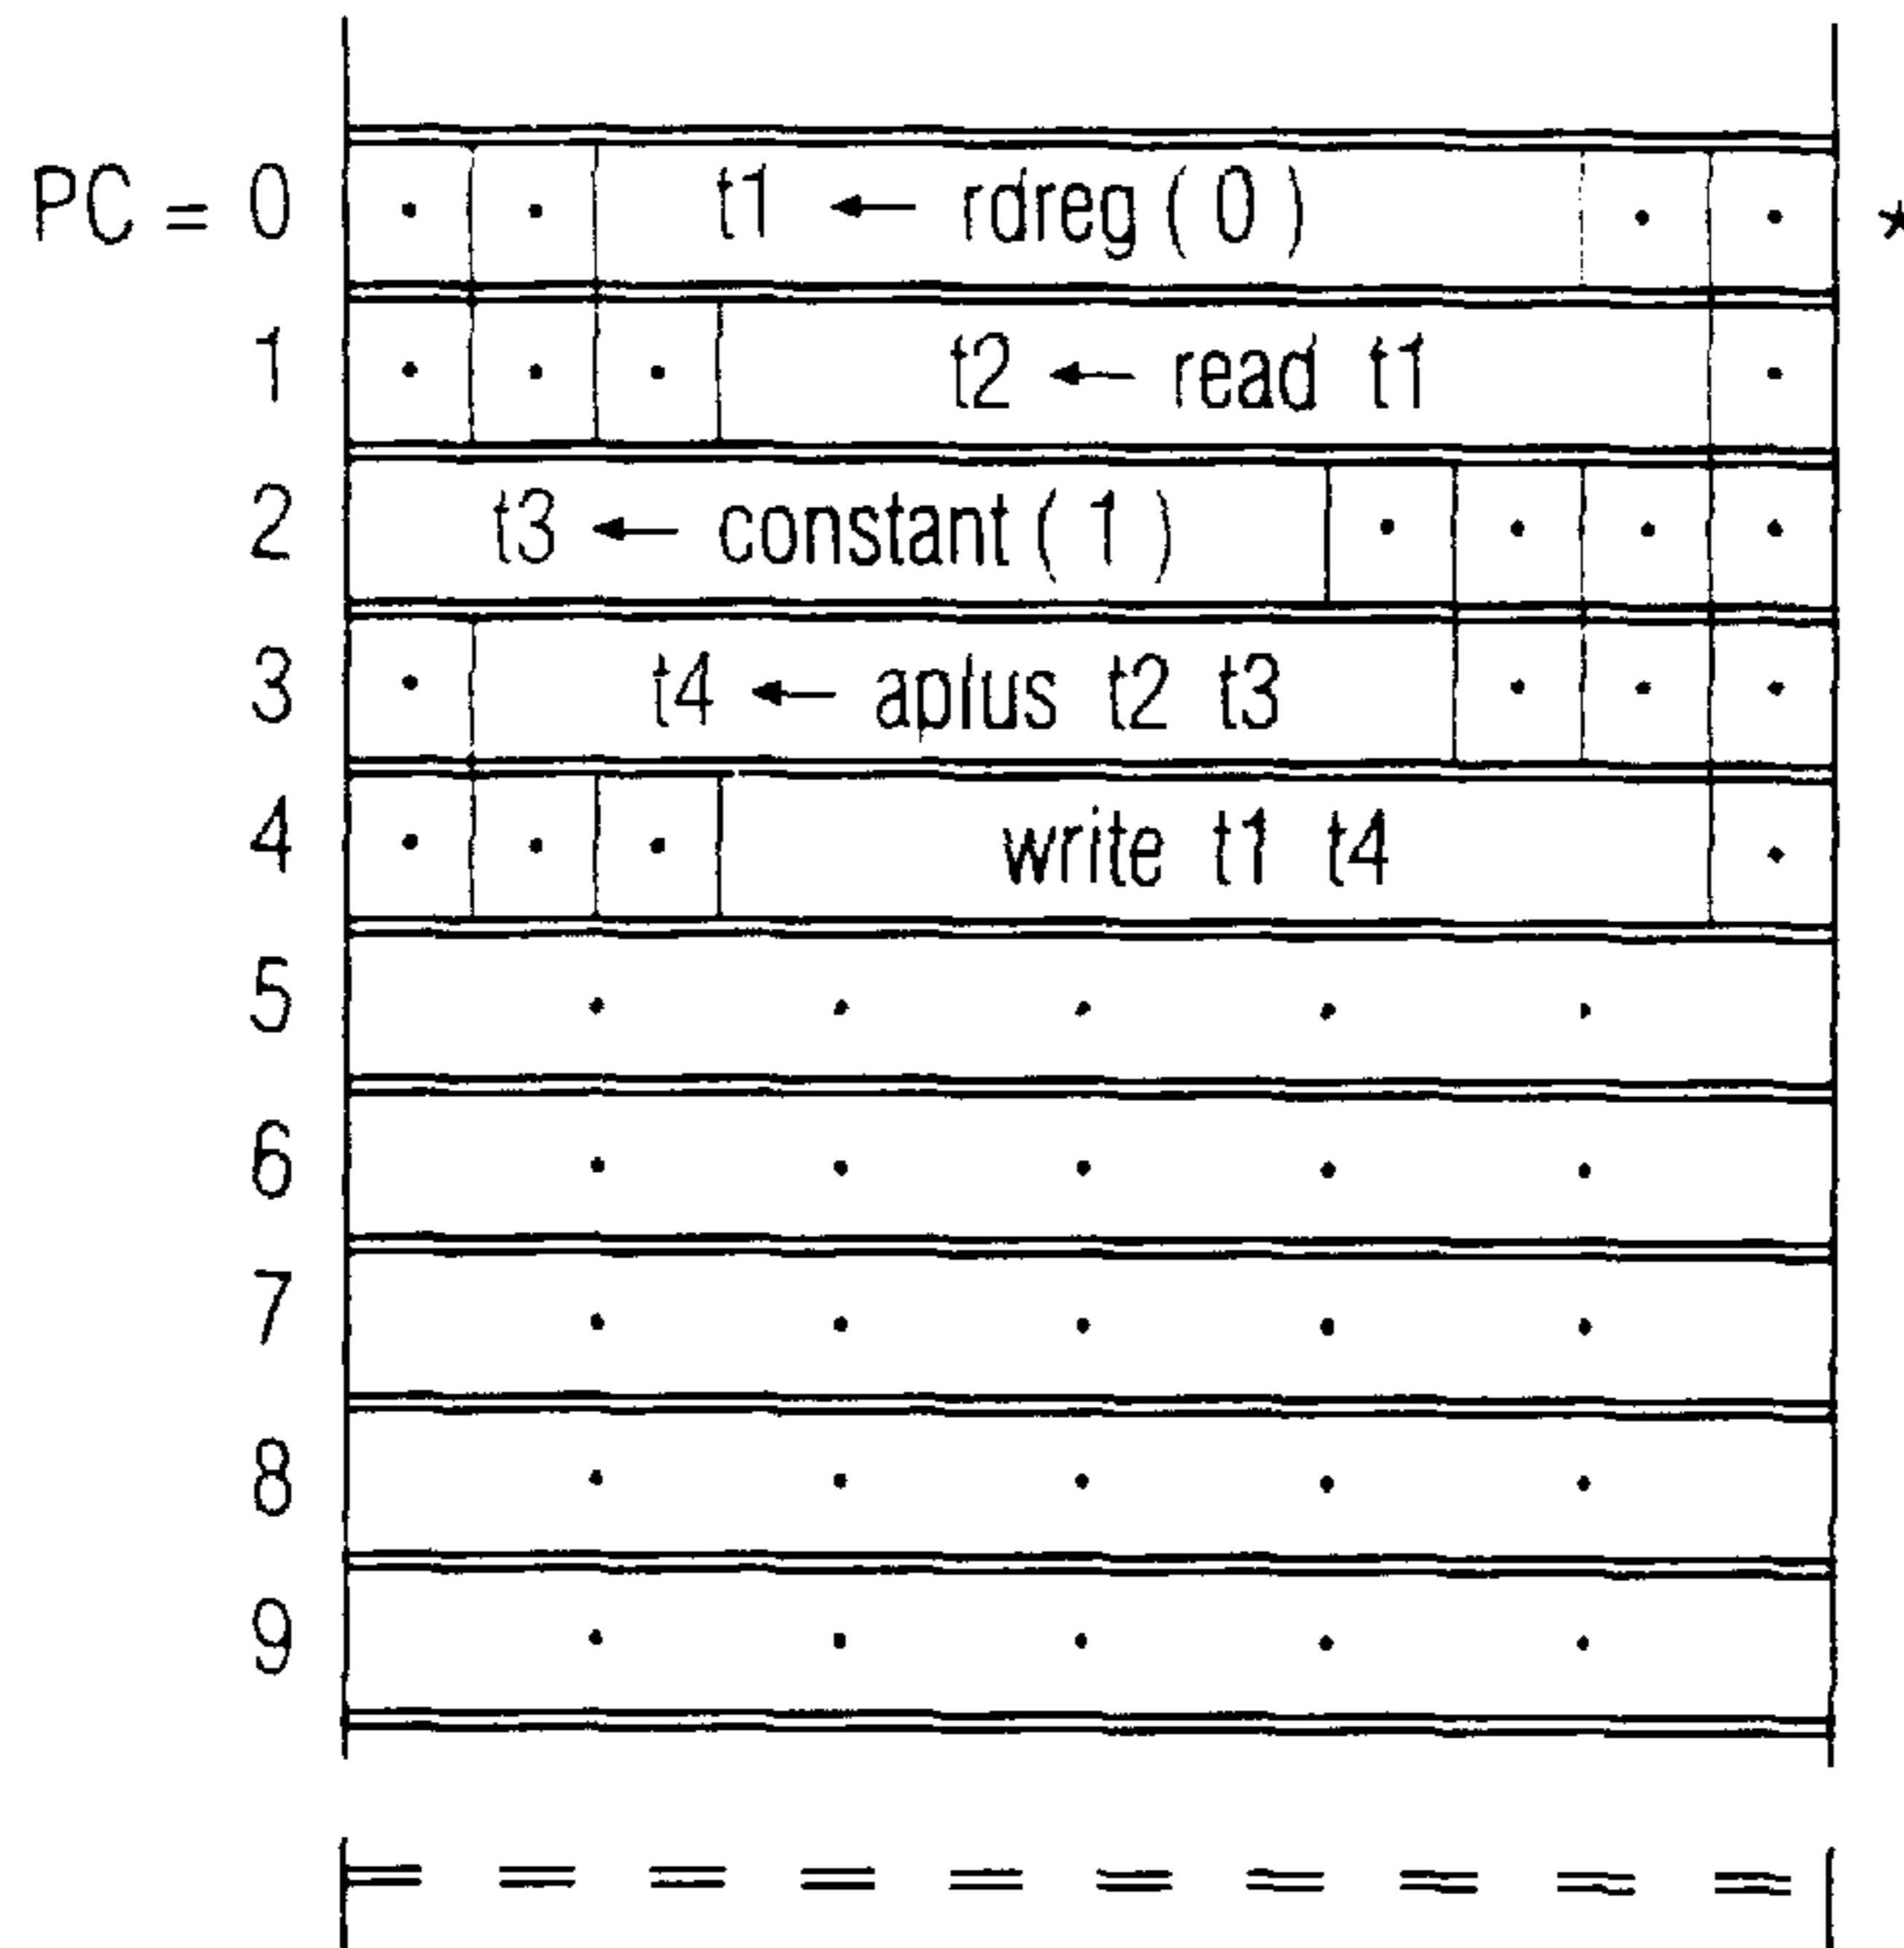 PC = 0 • • t1 ← rdreg ( 0 ) • • *
1 • • • t2 ← read t1 •
2 t3 ← constant ( 1 ) • • • •
3 • t4 ← aplus t2 t3 • • •
4 • • • write t1 t4 •
5 • • • • •
6 • • • • •
7 • • • • •
8 • • • • •
9 • • • • •